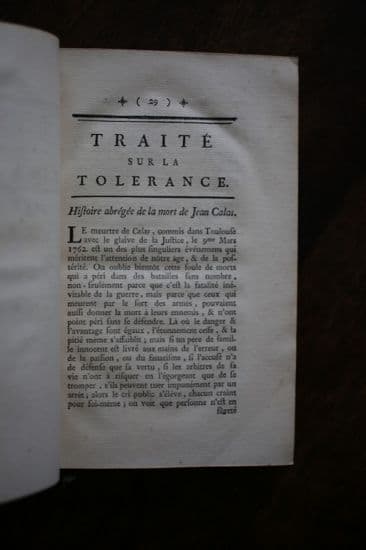 ( 29 )
TRAITÉ
SUR LA
TOLERANCE.
Hiſtoire abrégée de la mort de Jean Calas.
LE meurtre de Calas, commis dans Toulouſe
avec le glaive de la Juſtice, le 9me Mars
1762. eſt un des plus ſinguliers événemens qui
méritent l'attention de nôtre âge, & de la poſ-
térité. On oublie bientôt cette foule de morts
qui a péri dans des batailles ſans nombre,
non-ſeulement parce que c'eſt la fatalité iné-
vitable de la guerre, mais parce que ceux qui
meurent par le ſort des armes, pouvaient
auſſi donner la mort à leurs ennemis, & n'ont
point péri ſans ſe défendre. Là où le danger &
l'avantage ſont égaux, l'étonnement ceſſe, & la
pitié même s'affaiblit; mais ſi un pere de famil-
le innocent eſt livré aux mains de l'erreur, ou
de la paſſion, ou du fanatiſme, ſi l'accuſé n'a
de défenſe que ſa vertu, ſi les arbitres de ſa
vie n'ont à riſquer en l'égorgeant que de ſe
tromper, s'ils peuvent tuer impunément par un
arrêt; alors le cri public s'élève, chacun craint
pour ſoi-même; on voit que perſonne n'eſt en
ſûreté